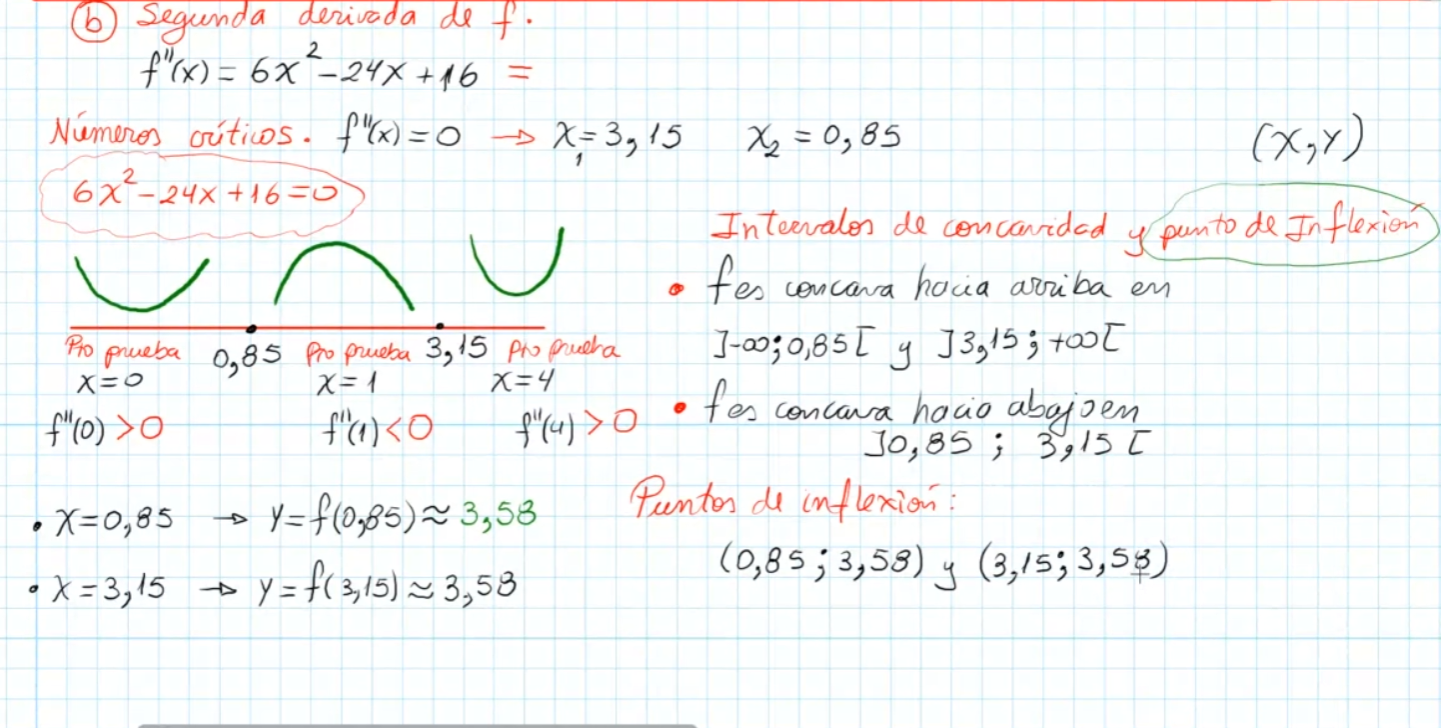 ⓑ Segunda derivada de f.
f''(x) = 6x² - 24x + 16 =
Números críticos. f''(x) = 0 → x₁ = 3,15 x₂ = 0,85
(x,y)
6x² - 24x + 16 = 0
0,85 3,15
Pto prueba Pto prueba Pto prueba
x=0 x=1 x=4
f''(0) > 0 f''(1) < 0 f''(4) > 0
• x = 0,85 → y = f(0,85) ≈ 3,58
• x = 3,15 → y = f(3,15) ≈ 3,58
Intervalos de concavidad y punto de Inflexión
• f es concava hacia arriba en
]-∞; 0,85[ y ]3,15; +∞[
• f es concava hacia abajo en
]0,85 ; 3,15[
Puntos de inflexión:
(0,85; 3,58) y (3,15; 3,58)